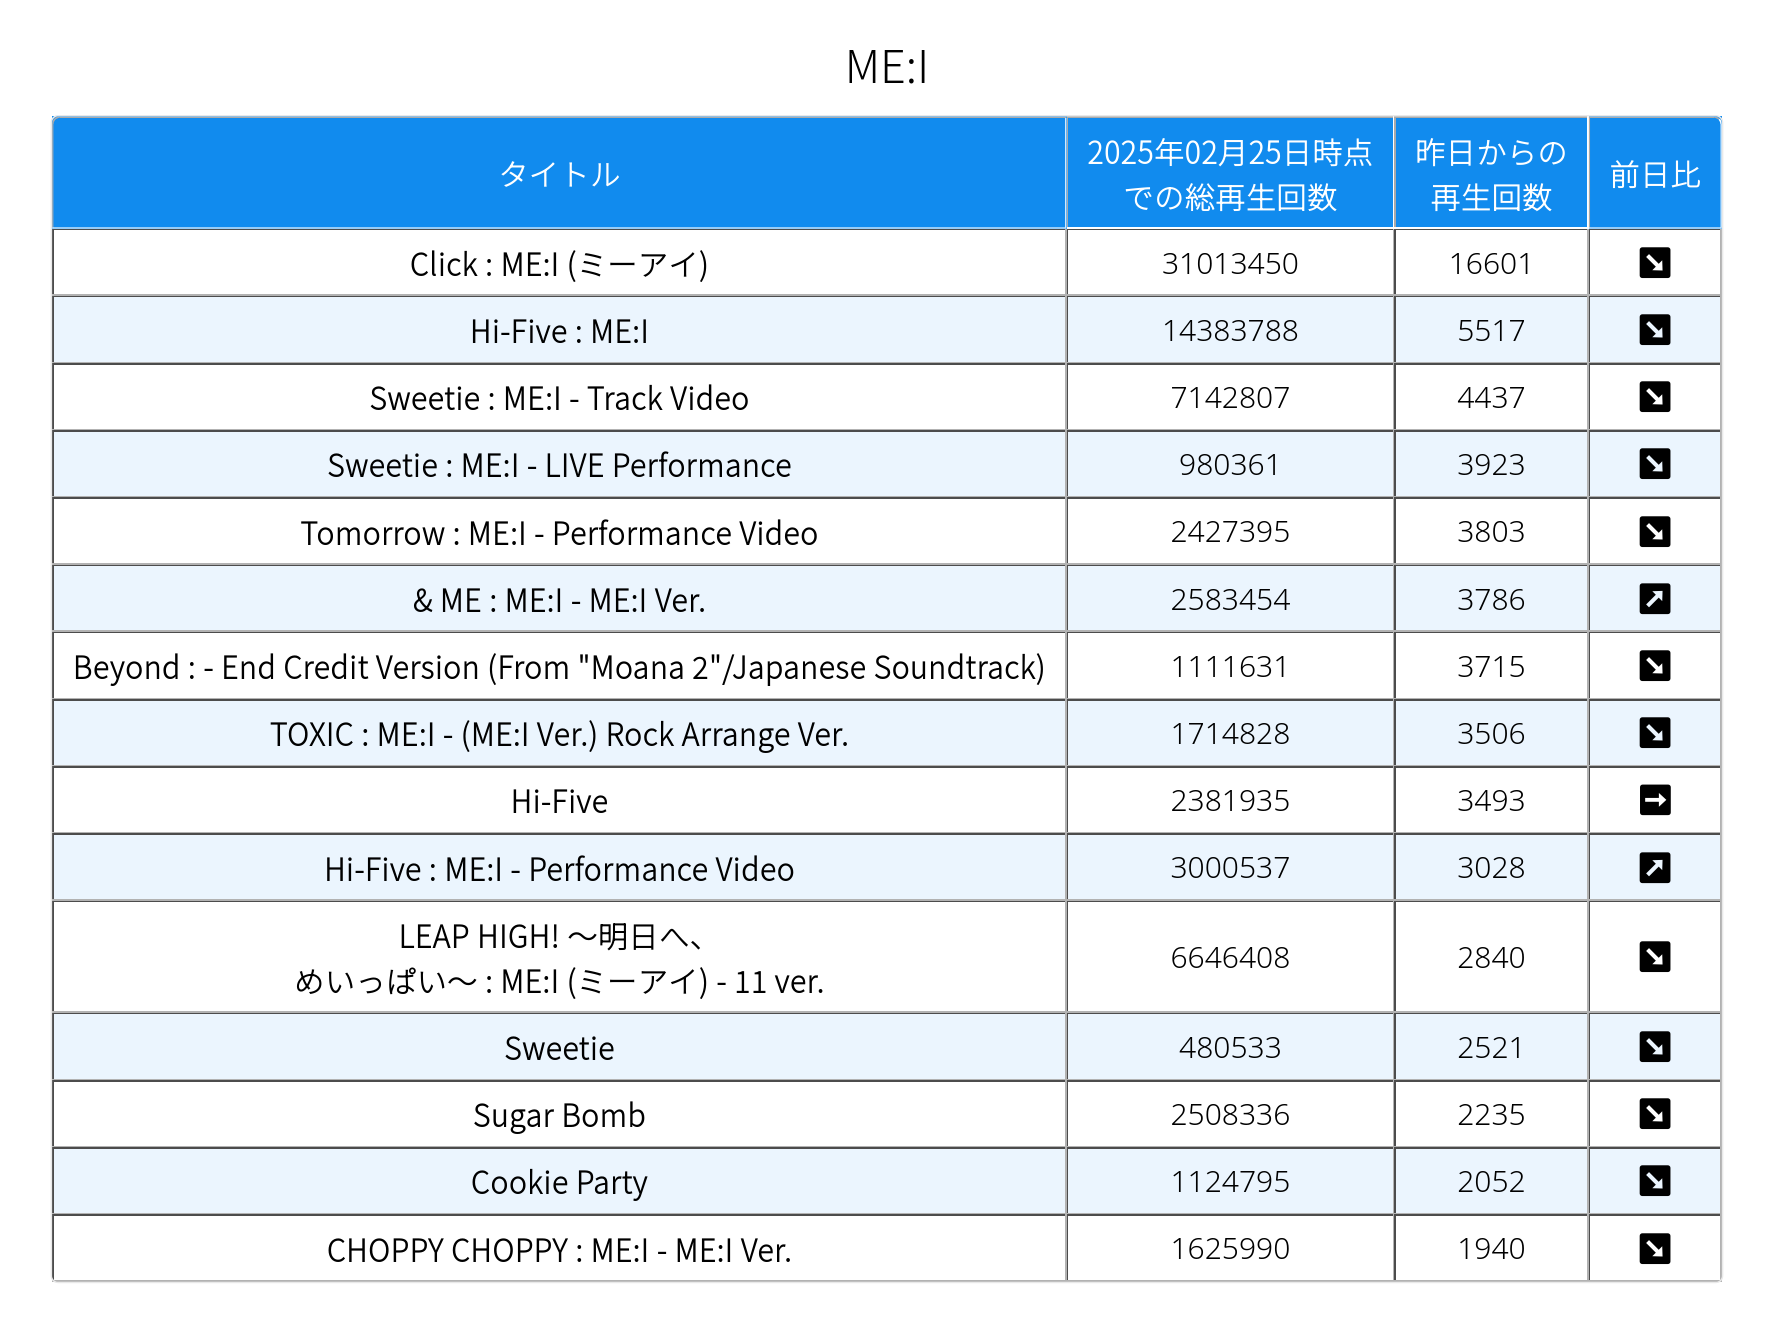 ME:I
タイトル
2025年02月25日時点
での総再生回数
昨日からの
再生回数
前日比
Click : ME:I (ミーアイ) 31013450 16601 ↘
Hi-Five : ME:I 14383788 5517 ↘
Sweetie : ME:I - Track Video 7142807 4437 ↘
Sweetie : ME:I - LIVE Performance 980361 3923 ↘
Tomorrow : ME:I - Performance Video 2427395 3803 ↘
& ME : ME:I - ME:I Ver. 2583454 3786 ↗
Beyond : - End Credit Version (From "Moana 2"/Japanese Soundtrack) 1111631 3715 ↘
TOXIC : ME:I - (ME:I Ver.) Rock Arrange Ver. 1714828 3506 ↘
Hi-Five 2381935 3493 →
Hi-Five : ME:I - Performance Video 3000537 3028 ↗
LEAP HIGH! 〜明日へ、
めいっぱい〜 : ME:I (ミーアイ) - 11 ver. 6646408 2840 ↘
Sweetie 480533 2521 ↘
Sugar Bomb 2508336 2235 ↘
Cookie Party 1124795 2052 ↘
CHOPPY CHOPPY : ME:I - ME:I Ver. 1625990 1940 ↘